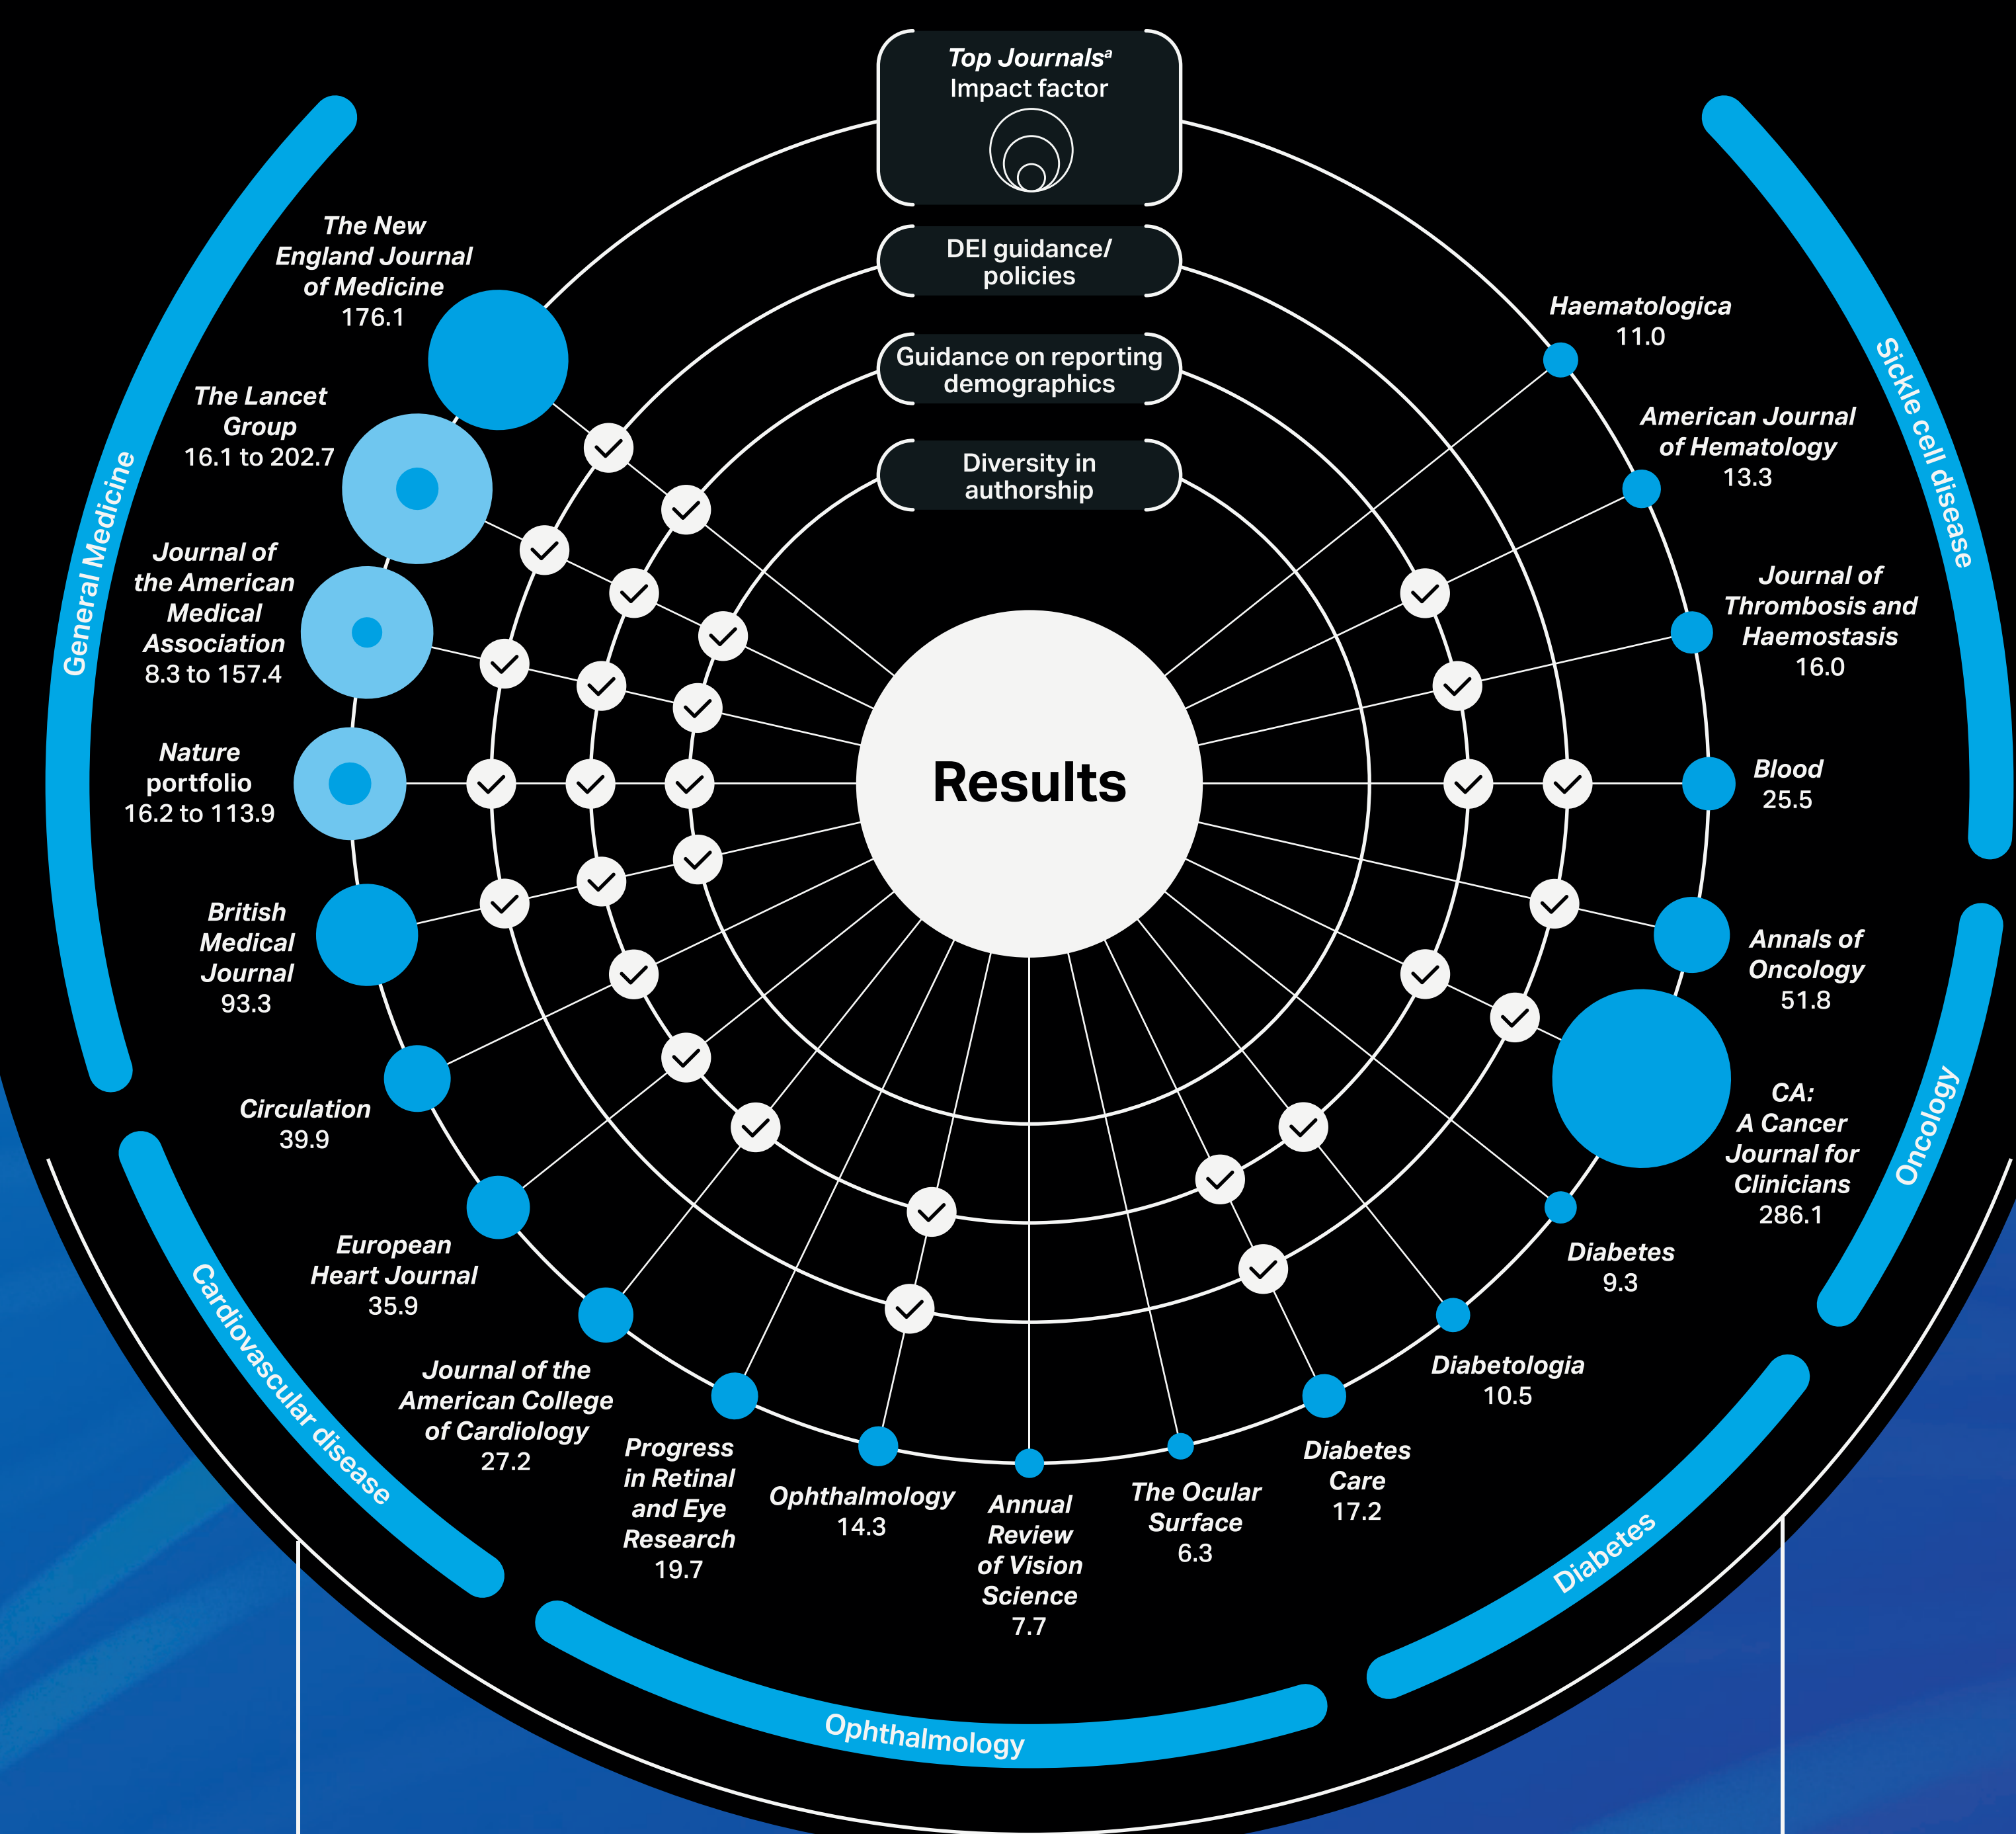 Top Journalsª
Impact factor
DEI guidance/
policies
Guidance on reporting
demographics
Diversity in
authorship
Results
General Medicine
The New
England Journal
of Medicine
176.1
The Lancet
Group
16.1 to 202.7
Journal of
the American
Medical
Association
8.3 to 157.4
Nature
portfolio
16.2 to 113.9
British
Medical
Journal
93.3
Cardiovascular disease
Circulation
39.9
European
Heart Journal
35.9
Journal of the
American College
of Cardiology
27.2
Ophthalmology
Progress
in Retinal
and Eye
Research
19.7
Ophthalmology
14.3
Annual
Review
of Vision
Science
7.7
The Ocular
Surface
6.3
Diabetes
Diabetes
Care
17.2
Diabetologia
10.5
Diabetes
9.3
Oncology
CA:
A Cancer
Journal for
Clinicians
286.1
Annals of
Oncology
51.8
Sickle cell disease
Blood
25.5
Journal of
Thrombosis and
Haemostasis
16.0
American Journal
of Hematology
13.3
Haematologica
11.0